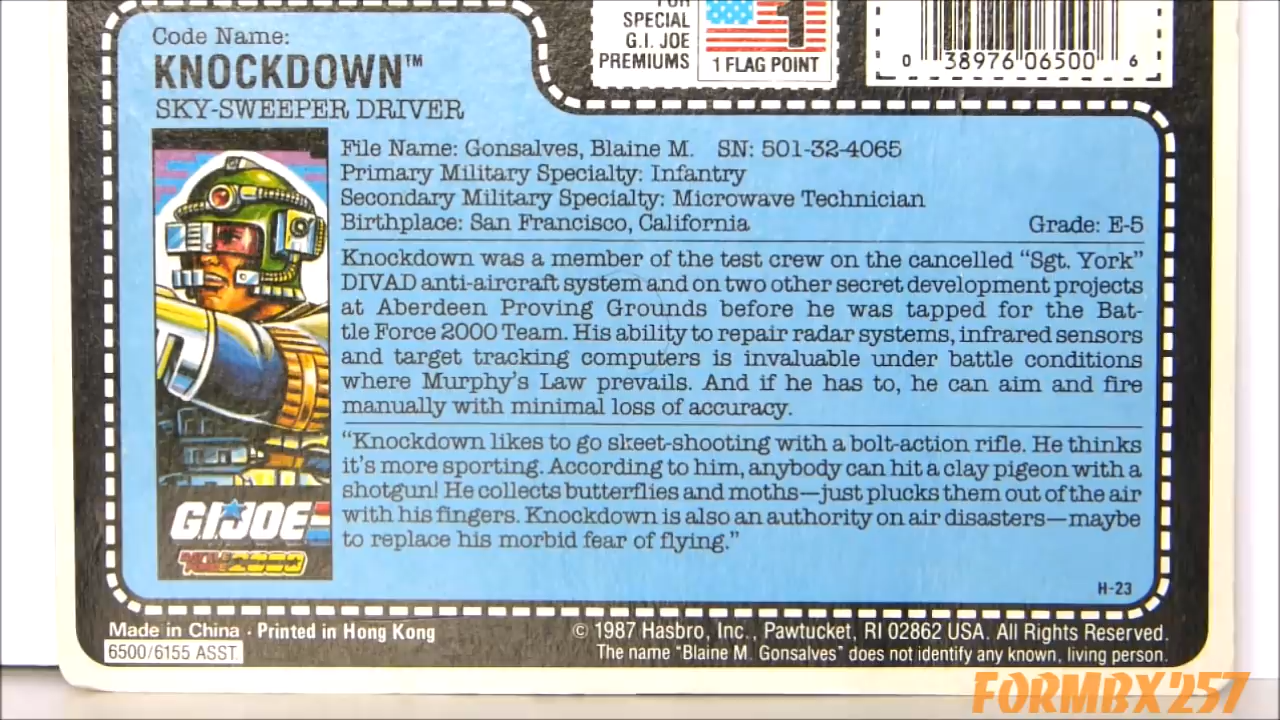 Code Name:
KNOCKDOWN™
SKY-SWEEPER DRIVER
FOR
SPECIAL
G.I. JOE
PREMIUMS
1
1 FLAG POINT
0 38976 06500 6
File Name: Gonsalves, Blaine M. SN: 501-32-4065
Primary Military Specialty: Infantry
Secondary Military Specialty: Microwave Technician
Birthplace: San Francisco, California Grade: E-5
Knockdown was a member of the test crew on the cancelled “Sgt. York”
DIVAD anti-aircraft system and on two other secret development projects
at Aberdeen Proving Grounds before he was tapped for the Bat-
tle Force 2000 Team. His ability to repair radar systems, infrared sensors
and target tracking computers is invaluable under battle conditions
where Murphy's Law prevails. And if he has to, he can aim and fire
manually with minimal loss of accuracy.
“Knockdown likes to go skeet-shooting with a bolt-action rifle. He thinks
it's more sporting. According to him, anybody can hit a clay pigeon with a
shotgun! He collects butterflies and moths—just plucks them out of the air
with his fingers. Knockdown is also an authority on air disasters—maybe
to replace his morbid fear of flying.”
G.I. JOE
BATTLE FORCE 2000
H-23
Made in China · Printed in Hong Kong
6500/6155 ASST.
© 1987 Hasbro, Inc., Pawtucket, RI 02862 USA. All Rights Reserved.
The name "Blaine M. Gonsalves" does not identify any known, living person.
FORMBX257